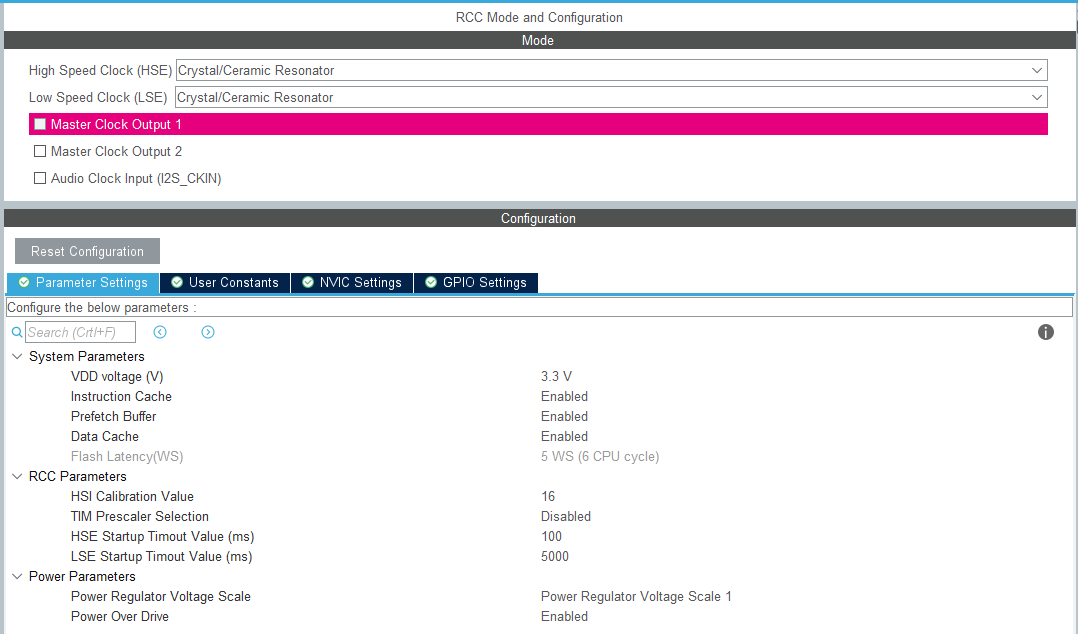 RCC Mode and Configuration
Mode
High Speed Clock (HSE) Crystal/Ceramic Resonator
Low Speed Clock (LSE) Crystal/Ceramic Resonator
Master Clock Output 1
Master Clock Output 2
Audio Clock Input (I2S_CKIN)
Configuration
Reset Configuration
Parameter Settings User Constants NVIC Settings GPIO Settings
Configure the below parameters :
Search (Crtl+F)
System Parameters
VDD voltage (V) 3.3 V
Instruction Cache Enabled
Prefetch Buffer Enabled
Data Cache Enabled
Flash Latency(WS) 5 WS (6 CPU cycle)
RCC Parameters
HSI Calibration Value 16
TIM Prescaler Selection Disabled
HSE Startup Timout Value (ms) 100
LSE Startup Timout Value (ms) 5000
Power Parameters
Power Regulator Voltage Scale Power Regulator Voltage Scale 1
Power Over Drive Enabled